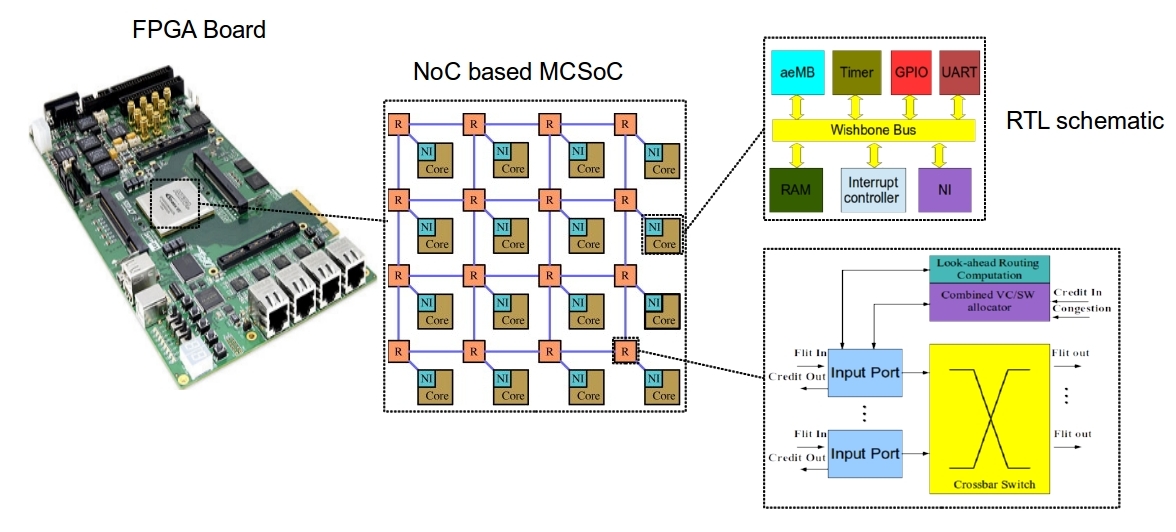 FPGA Board
NoC based MCSoC
R R R R
NI NI NI NI
Core Core Core Core
R R R R
NI NI NI NI
Core Core Core Core
R R R R
NI NI NI NI
Core Core Core Core
R R R R
NI NI NI
Core Core Core
aeMB Timer GPIO UART
Wishbone Bus
RAM
Interrupt
controller
NI
RTL schematic
Look-ahead Routing
Computation
Combined VC/SW
allocator
Credit In
Congestion
Flit In
Credit Out
Input Port
Flit out
Flit In
Credit Out
Input Port
Flit out
Crossbar Switch